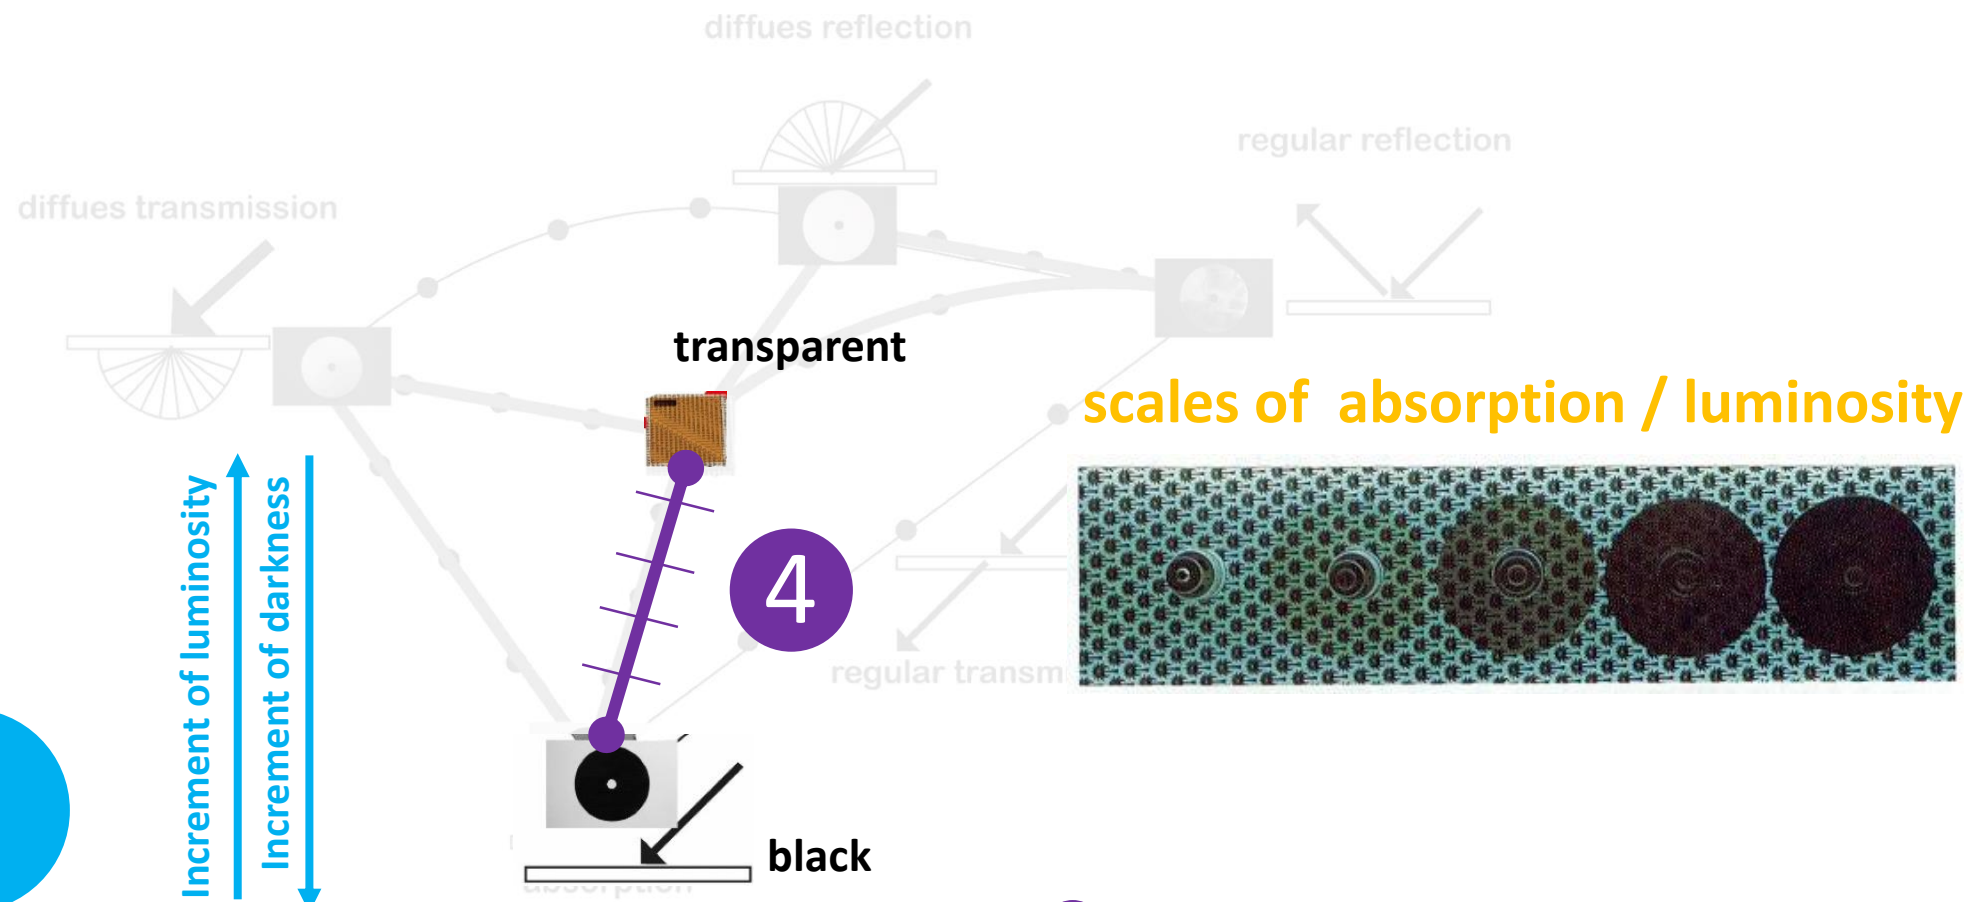 diffues reflection
regular reflection
diffues transmission
transparent
scales of absorption / luminosity
Increment of luminosity
Increment of darkness
4
regular transm
black
absorption